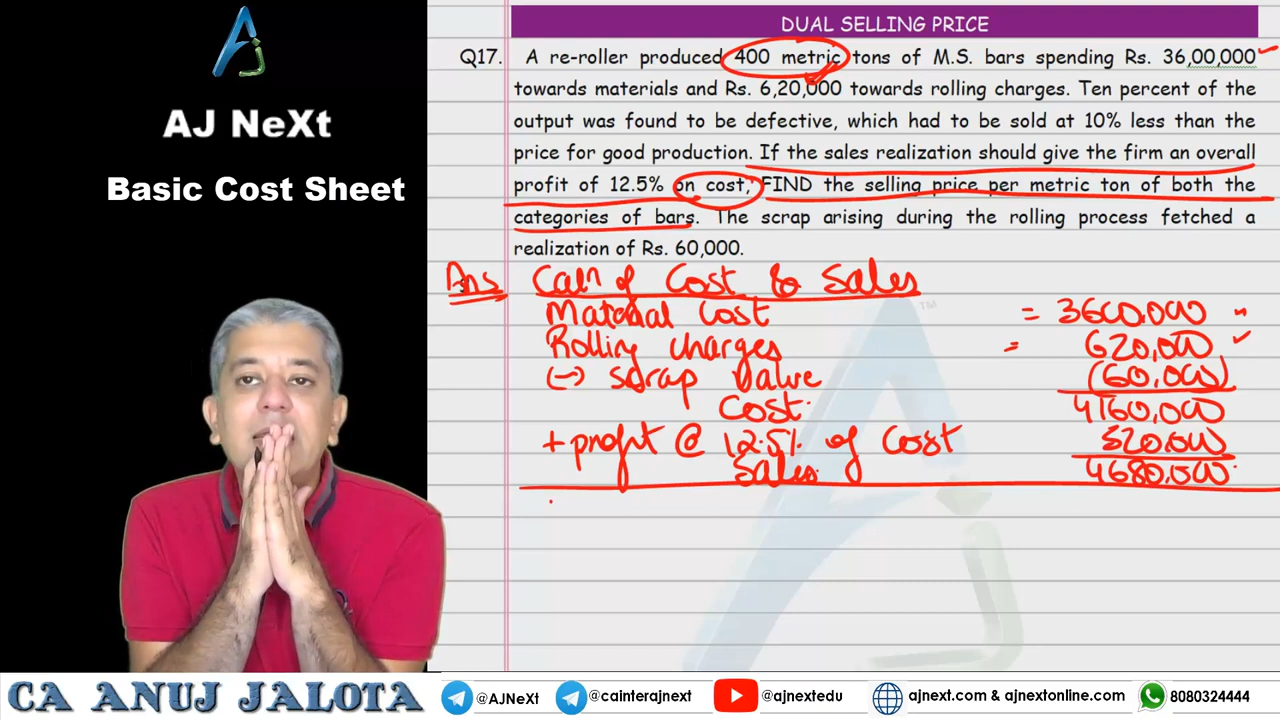 DUAL SELLING PRICE
AJ NeXt
Basic Cost Sheet
Q17. A re-roller produced 400 metric tons of M.S. bars spending Rs. 36,00,000
towards materials and Rs. 6,20,000 towards rolling charges. Ten percent of the
output was found to be defective, which had to be sold at 10% less than the
price for good production. If the sales realization should give the firm an overall
profit of 12.5% on cost, FIND the selling price per metric ton of both the
categories of bars. The scrap arising during the rolling process fetched a
realization of Rs. 60,000.
Ans Caln of Cost & Sales
Material Cost = 3600,000
Rolling charges = 620,000
(-) Scrap Value (60,000)
Cost 4160,000
+ profit @ 12.5% of Cost 520,000
Sales 4680,000
TM
CA ANUJ JALOTA @AJNeXt @cainterajnext @ajnextedu ajnext.com & ajnextonline.com 8080324444